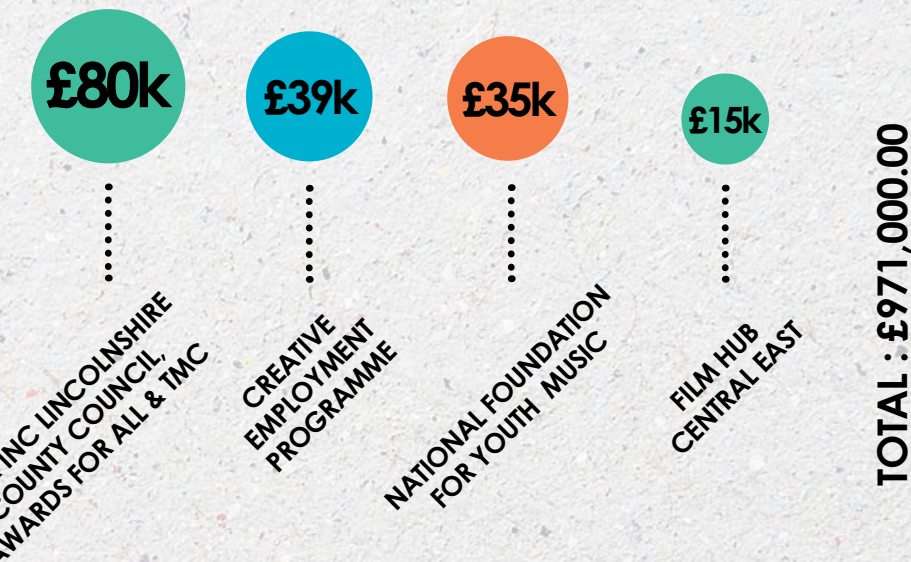 £80k
£39k
£35k
£15k
INC LINCOLNSHIRE
COUNTY COUNCIL,
AWARDS FOR ALL & TMC
CREATIVE
EMPLOYMENT
PROGRAMME
NATIONAL FOUNDATION
FOR YOUTH MUSIC
FILM HUB
CENTRAL EAST
TOTAL : £971,000.00